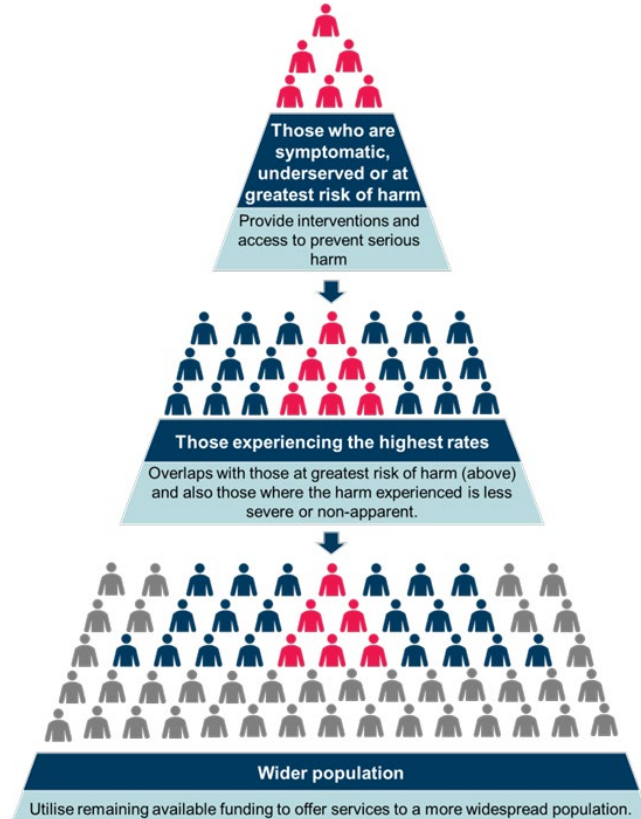 Those who are
symptomatic,
underserved or at
greatest risk of harm
Provide interventions and
access to prevent serious
harm
Those experiencing the highest rates
Overlaps with those at greatest risk of harm (above)
and also those where the harm experienced is less
severe or non-apparent.
Wider population
Utilise remaining available funding to offer services to a more widespread population.